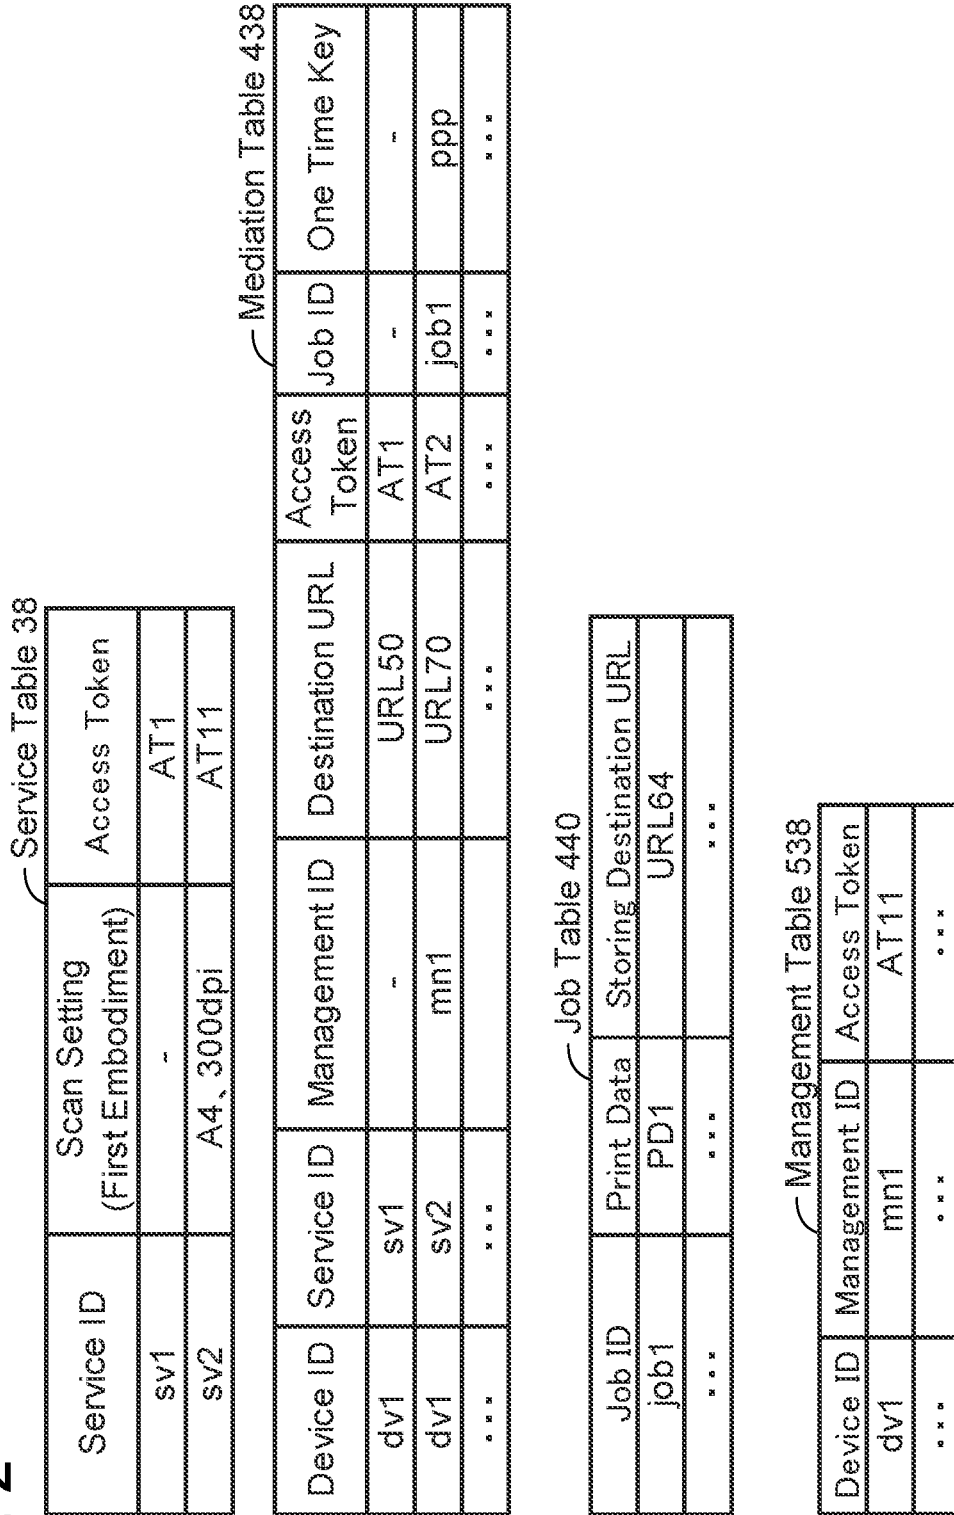 2
Service Table 38
Service ID Scan Setting (First Embodiment) Access Token
sv1 - AT1
sv2 A4、300dpi AT11
Mediation Table 438
Device ID Service ID Management ID Destination URL Access Token Job ID One Time Key
dv1 sv1 - URL50 AT1 - -
dv1 sv2 mn1 URL70 AT2 job1 ppp
... ... ... ... ... ...
Job Table 440
Job ID Print Data Storing Destination URL
job1 PD1 URL64
... ... ...
Management Table 538
Device ID Management ID Access Token
dv1 mn1 AT11
... ... ...